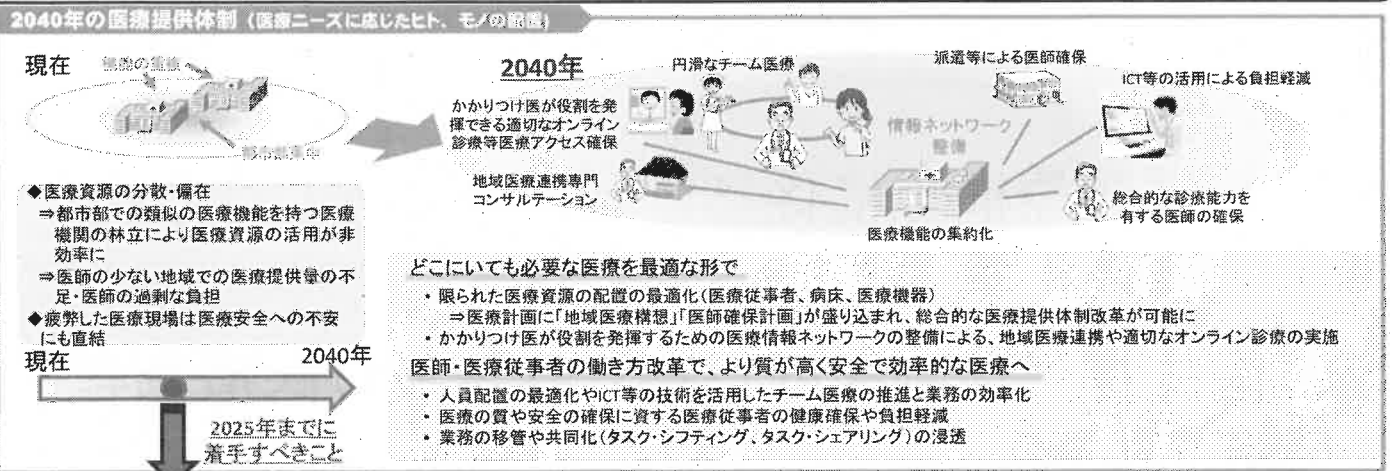 2040年の医療提供体制（医療ニーズに応じたヒト、モノの配置）
現在
機能の重複
都市部集中
2040年
円滑なチーム医療
派遣等による医師確保
ICT等の活用による負担軽減
かかりつけ医が役割を発
揮できる適切なオンライン
診療等医療アクセス確保
情報ネットワーク
整備
地域医療連携専門
コンサルテーション
医療機能の集約化
総合的な診療能力を
有する医師の確保
◆医療資源の分散・偏在
⇒都市部での類似の医療機能を持つ医療
機関の林立により医療資源の活用が非
効率に
⇒医師の少ない地域での医療提供量の不
足・医師の過剰な負担
◆疲弊した医療現場は医療安全への不安
にも直結
現在
2040年
2025年までに
着手すべきこと
どこにいても必要な医療を最適な形で
・限られた医療資源の配置の最適化（医療従事者、病床、医療機器）
⇒医療計画に「地域医療構想」「医師確保計画」が盛り込まれ、総合的な医療提供体制改革が可能に
・かかりつけ医が役割を発揮するための医療情報ネットワークの整備による、地域医療連携や適切なオンライン診療の実施
医師・医療従事者の働き方改革で、より質が高く安全で効率的な医療へ
・人員配置の最適化やICT等の技術を活用したチーム医療の推進と業務の効率化
・医療の質や安全の確保に資する医療従事者の健康確保や負担軽減
・業務の移管や共同化（タスク・シフティング、タスク・シェアリング）の浸透